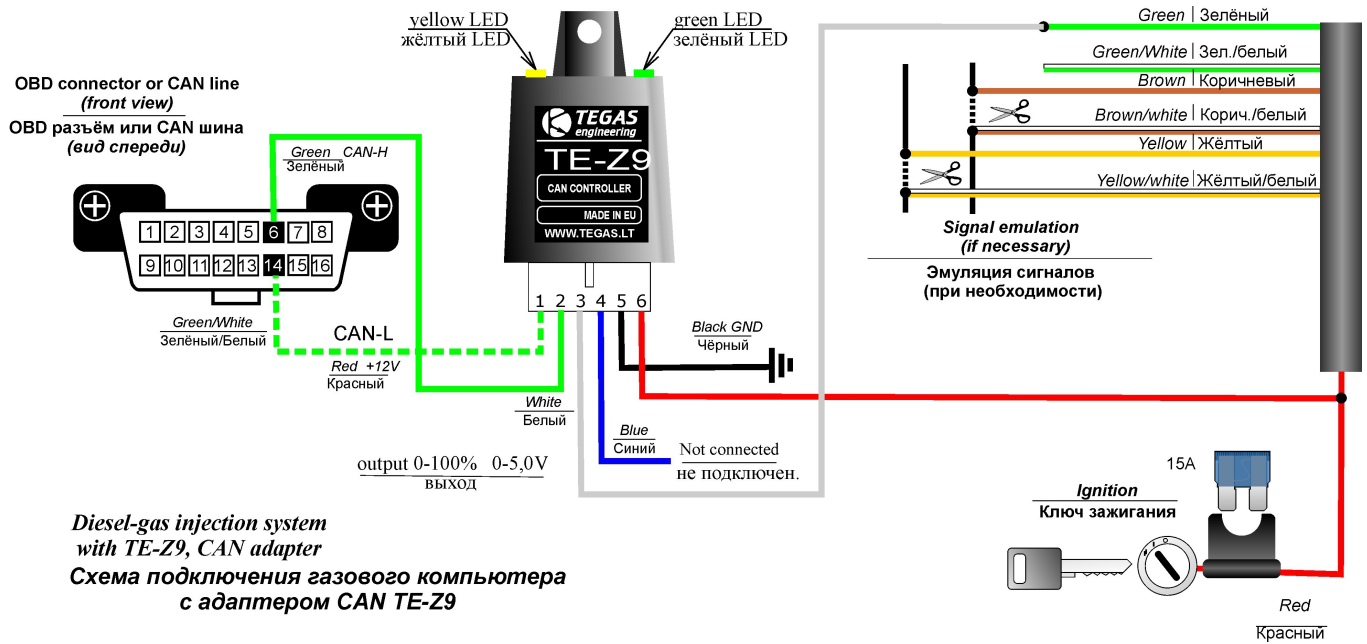 yellow LED
жёлтый LED
green LED
зелёный LED
OBD connector or CAN line
(front view)
OBD разъём или CAN шина
(вид спереди)
Green CAN-H
Зелёный
1 2 3 4 5 6 7 8
9 10 11 12 13 14 15 16
Green/White
Зелёный/Белый
CAN-L
Red +12V
Красный
TEGAS
engineering
TE-Z9
CAN CONTROLLER
MADE IN EU
WWW.TEGAS.LT
1 2 3 4 5 6
White
Белый
Blue
Синий
Black GND
Чёрный
Not connected
не подключен.
output 0-100% 0-5,0V
выход
Green | Зелёный
Green/White | Зел./белый
Brown | Коричневый
Brown/white | Корич./белый
Yellow | Жёлтый
Yellow/white | Жёлтый/белый
Signal emulation
(if necessary)
Эмуляция сигналов
(при необходимости)
15A
Ignition
Ключ зажигания
Red
Красный
Diesel-gas injection system
with TE-Z9, CAN adapter
Схема подключения газового компьютера
с адаптером CAN TE-Z9